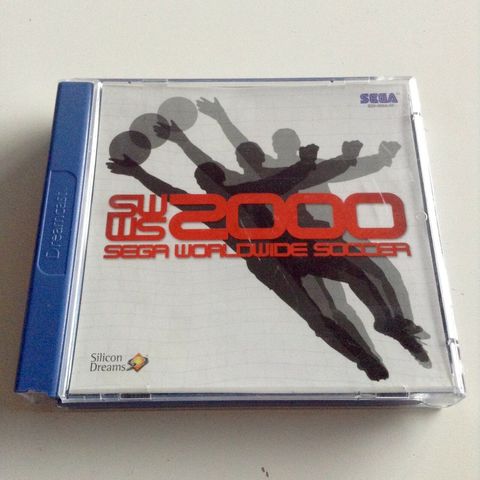 Dreamcast
SEGA
SW
WS
2000
SEGA WORLDWIDE SOCCER
Silicon
Dreams